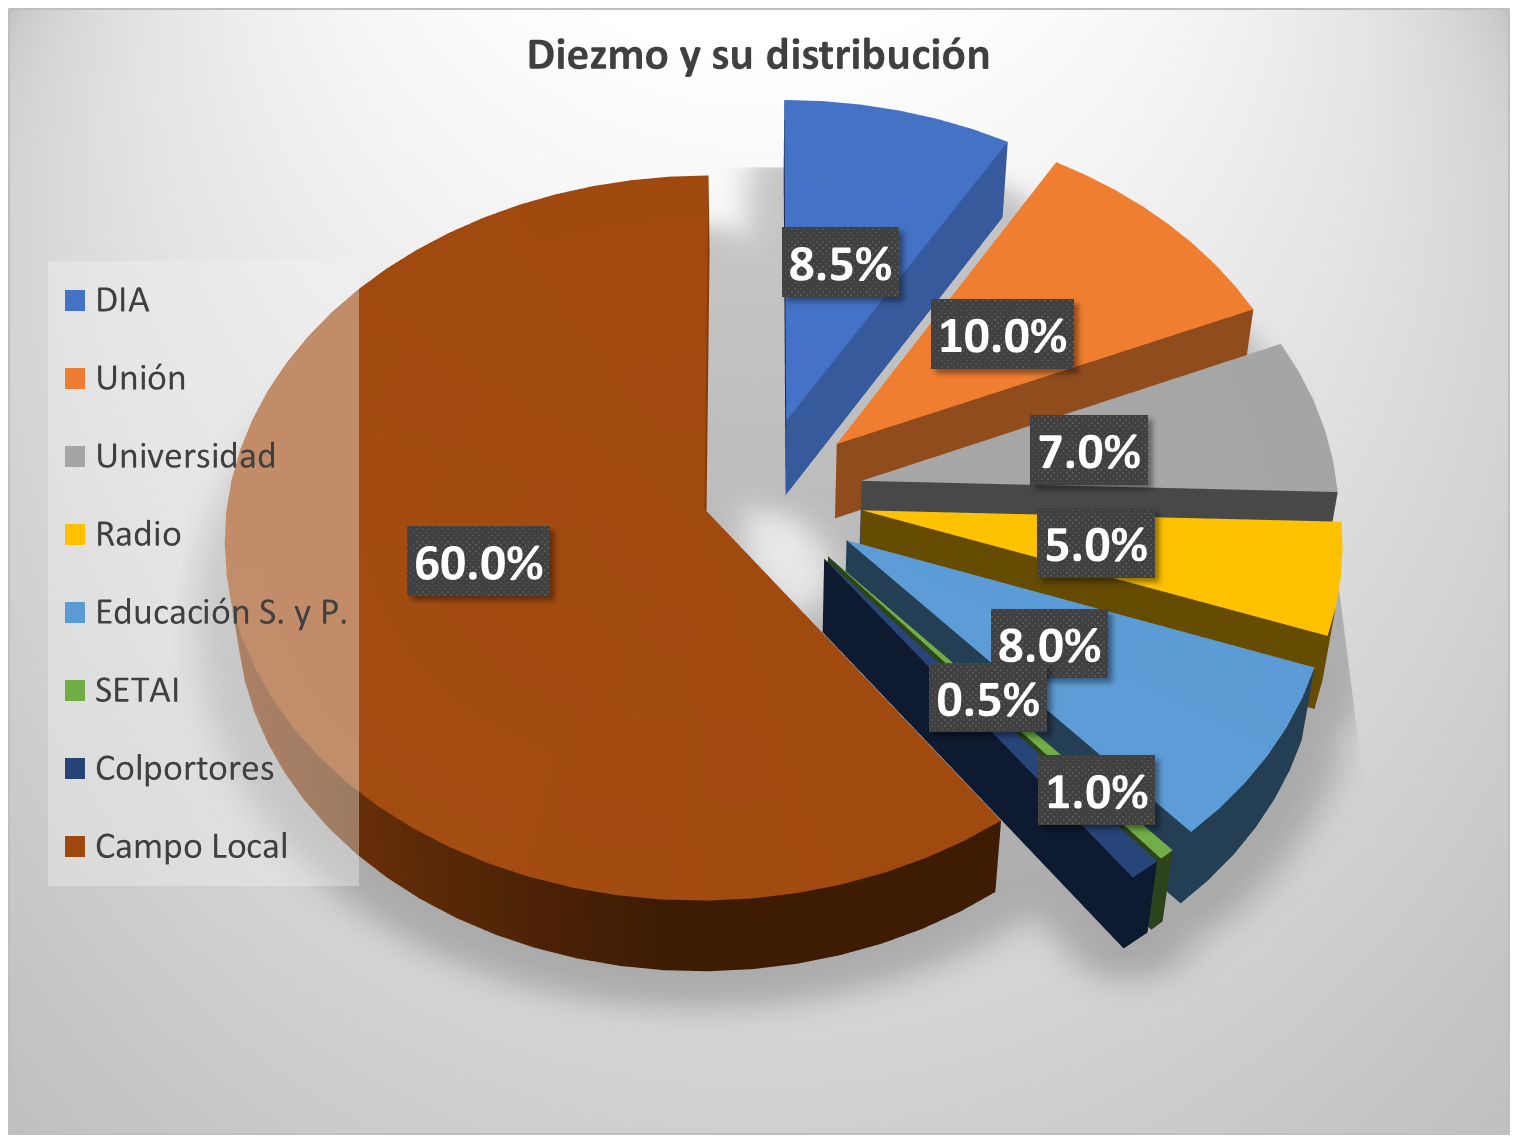 Diezmo y su distribución
DIA
Unión
Universidad
Radio
Educación S. y P.
SETAI
Colportores
Campo Local
8.5%
10.0%
7.0%
5.0%
8.0%
0.5%
1.0%
60.0%